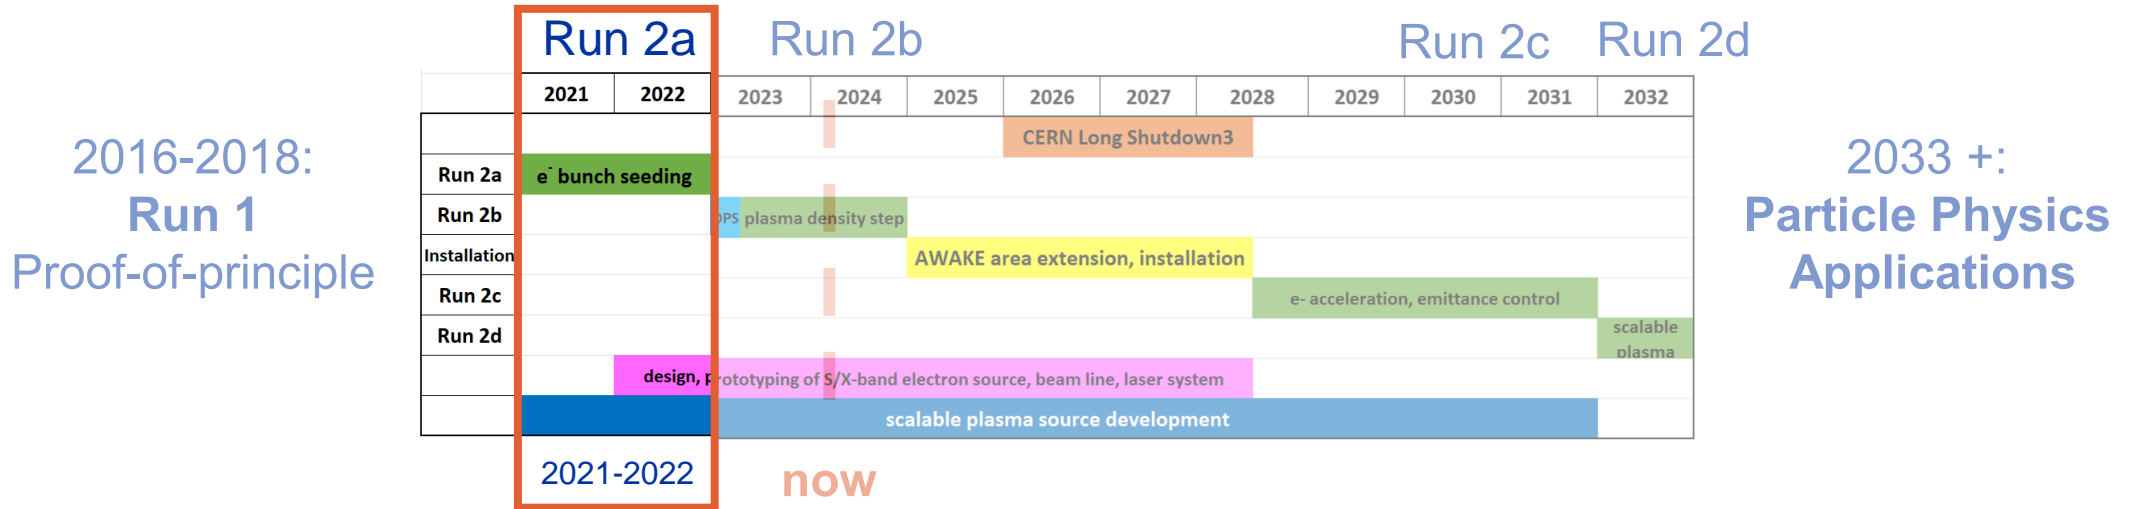 Run 2a Run 2b Run 2c Run 2d
2021 2022 2023 2024 2025 2026 2027 2028 2029 2030 2031 2032
CERN Long Shutdown3
2016-2018:
Run 1
Proof-of-principle
Run 2a e⁻ bunch seeding
Run 2b DPS plasma density step
Installation AWAKE area extension, installation
Run 2c e- acceleration, emittance control
Run 2d scalable
plasma
design, prototyping of S/X-band electron source, beam line, laser system
scalable plasma source development
2033 +:
Particle Physics
Applications
2021-2022
now